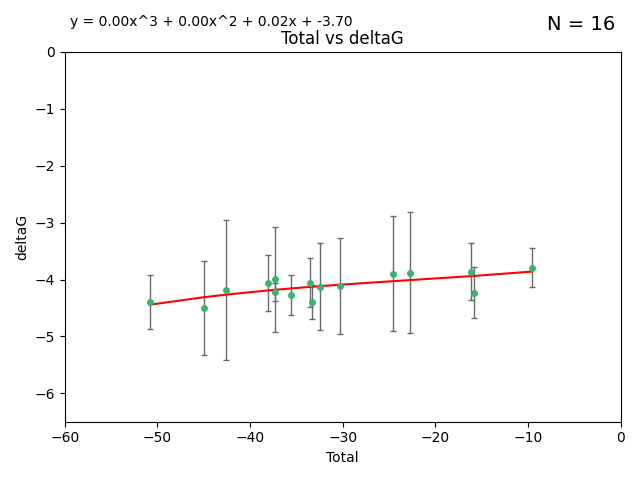 y = 0.00x^3 + 0.00x^2 + 0.02x + -3.70
N = 16
Total vs deltaG
0
−1
−2
−3
−4
−5
−6
deltaG
−60 −50 −40 −30 −20 −10 0
Total